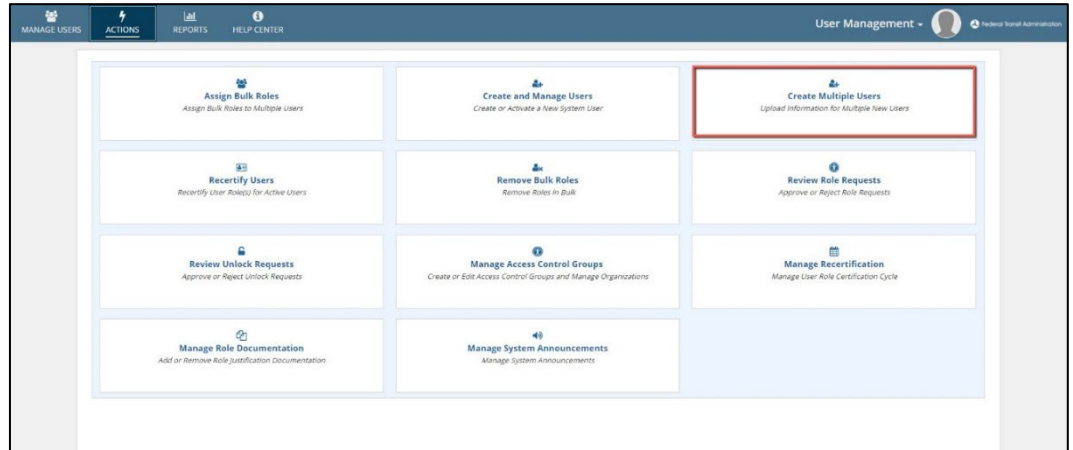 MANAGE USERS
ACTIONS
REPORTS
HELP CENTER
User Management
Federal Transit Administration
Assign Bulk Roles
Assign Bulk Roles to Multiple Users
Create and Manage Users
Create or Activate a New System User
Create Multiple Users
Upload Information for Multiple New Users
Recertify Users
Recertify User Role(s) for Active Users
Remove Bulk Roles
Remove Roles in Bulk
Review Role Requests
Approve or Reject Role Requests
Review Unlock Requests
Approve or Reject Unlock Requests
Manage Access Control Groups
Create or Edit Access Control Groups and Manage Organizations
Manage Recertification
Manage User Role Certification Cycle
Manage Role Documentation
Add or Remove Role Justification Documentation
Manage System Announcements
Manage System Announcements